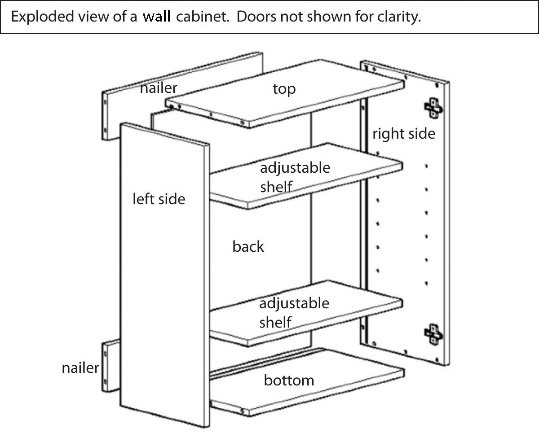 Exploded view of a wall cabinet.  Doors not shown for clarity.
nailer
top
right side
adjustable
shelf
left side
back
adjustable
shelf
nailer
bottom